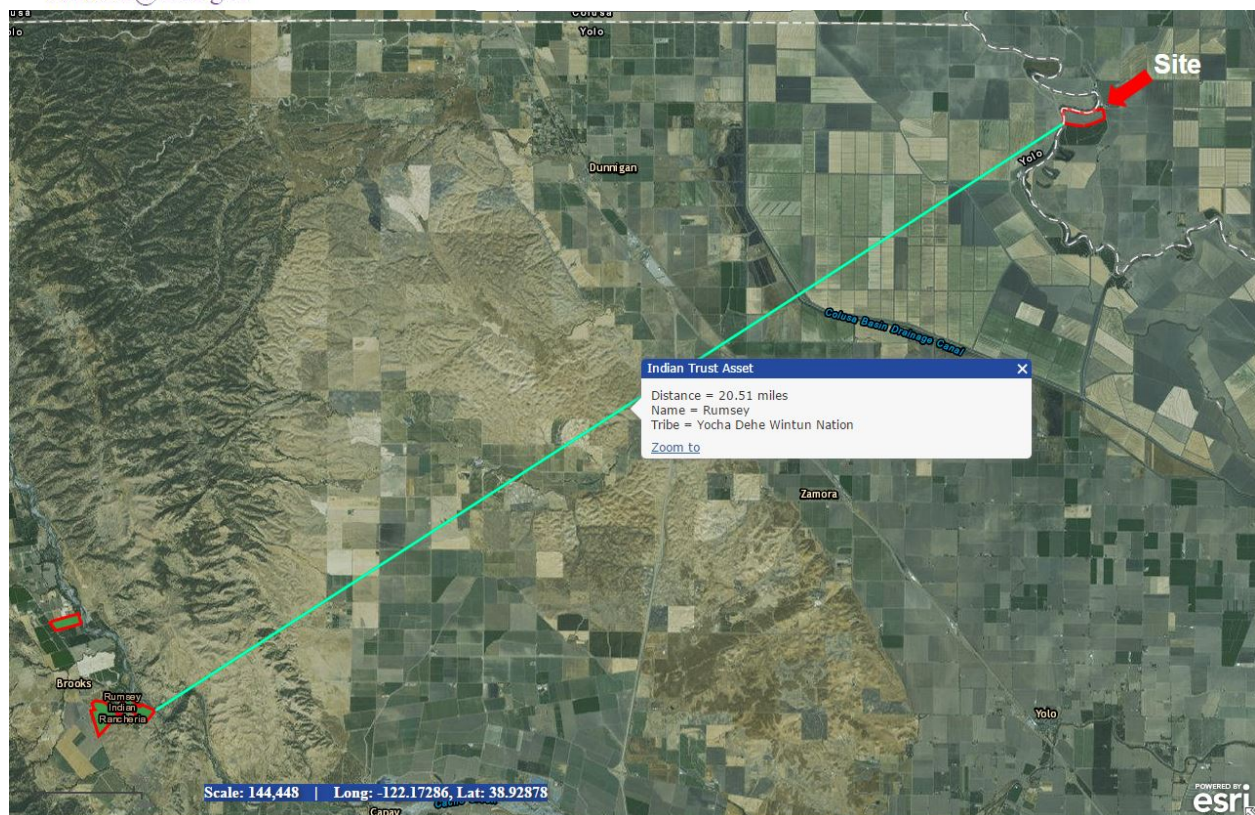 Colusa
Yolo
Site
Yolo
Dunnigan
Colusa Basin Drainage Canal
Indian Trust Asset
Distance = 20.51 miles
Name = Rumsey
Tribe = Yocha Dehe Wintun Nation
Zoom to
Zamora
Brooks
Rumsey
Indian
Rancheria
Yolo
Scale: 144,448 | Long: -122.17286, Lat: 38.92878
Capay
POWERED BY
esri